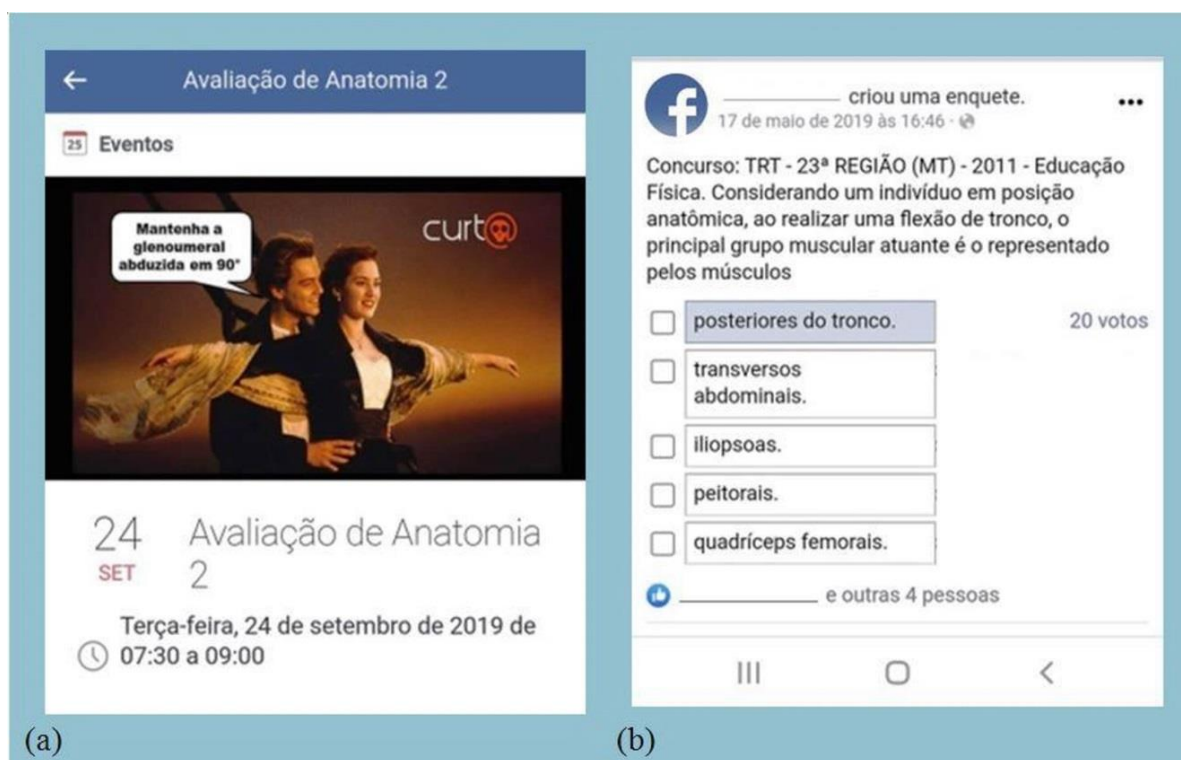 Avaliação de Anatomia 2
25 Eventos
Mantenha a
glenoumeral
abduzida em 90°
curt@
24
SET
Avaliação de Anatomia
2
Terça-feira, 24 de setembro de 2019 de
07:30 a 09:00
(a)
criou uma enquete.
17 de maio de 2019 às 16:46
Concurso: TRT - 23ª REGIÃO (MT) - 2011 - Educação
Física. Considerando um indivíduo em posição
anatômica, ao realizar uma flexão de tronco, o
principal grupo muscular atuante é o representado
pelos músculos
posteriores do tronco. 20 votos
transversos
abdominais.
iliopsoas.
peitorais.
quadríceps femorais.
e outras 4 pessoas
(b)